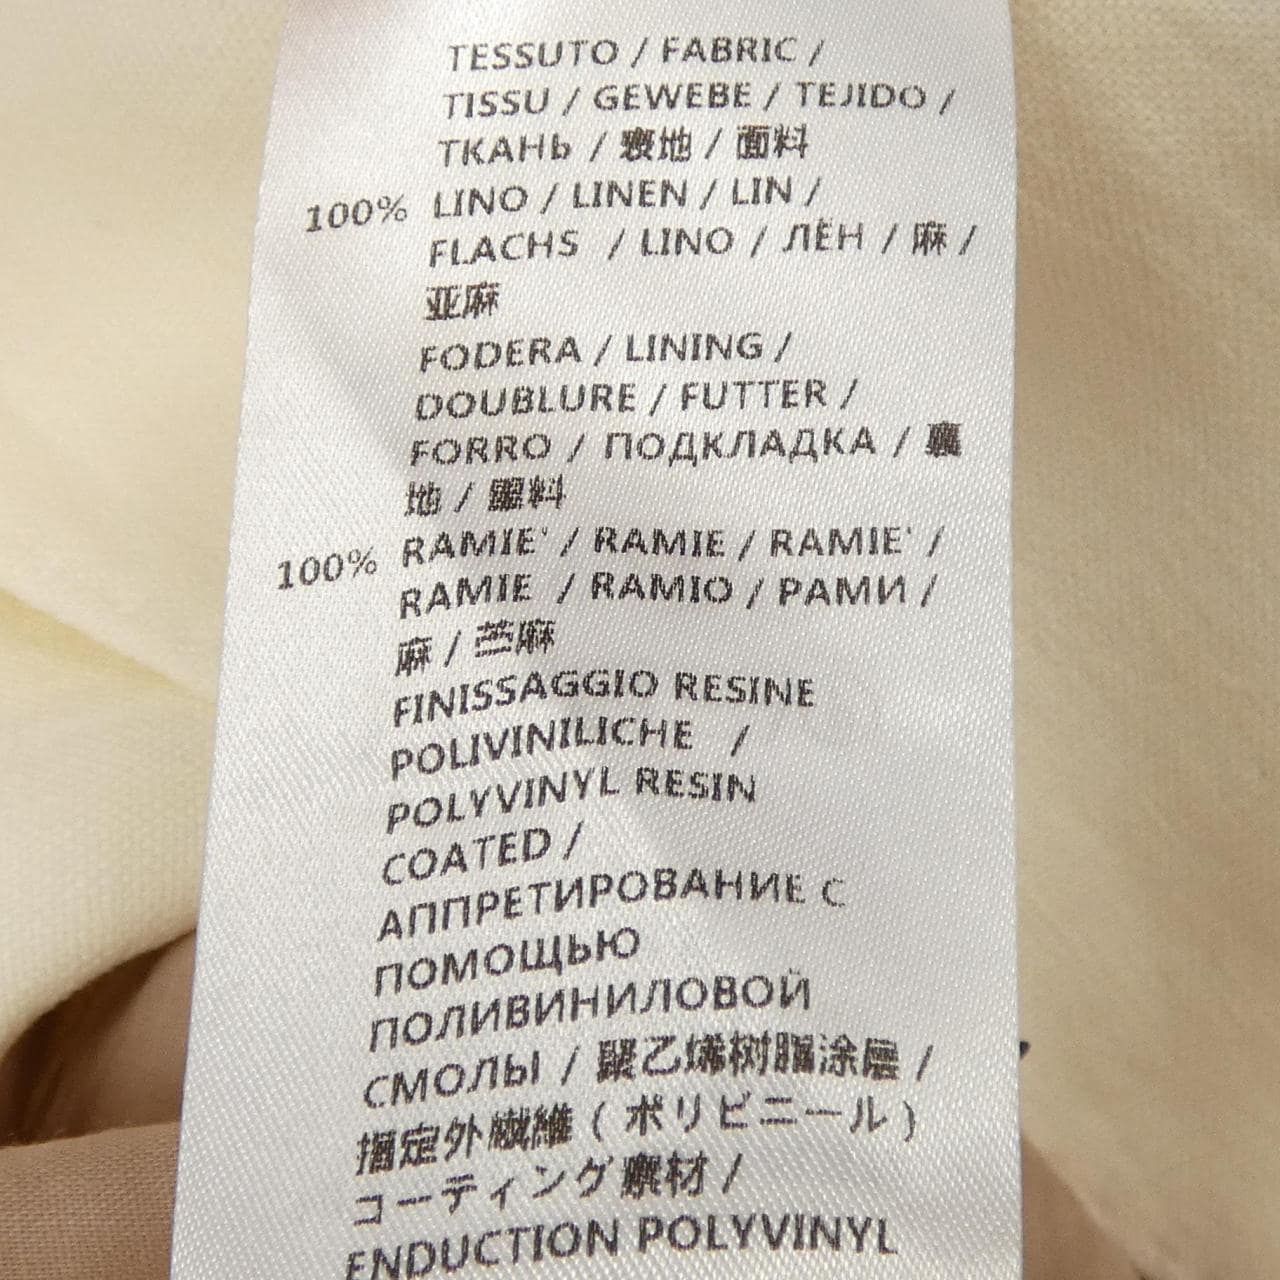 TESSUTO / FABRIC /
TISSU / GEWEBE / TEJIDO /
ТКАНЬ / 表地 / 面料
100% LINO / LINEN / LIN /
FLACHS / LINO / ЛЁН / 麻 /
亚麻
FODERA / LINING /
DOUBLURE / FUTTER /
FORRO / ПОДКЛАДКА / 裏
地 / 里料
100% RAMIE' / RAMIE / RAMIE' /
RAMIE / RAMIO / РАМИ /
麻 / 苎麻
FINISSAGGIO RESINE
POLIVINILICHE /
POLYVINYL RESIN
COATED /
АППРЕТИРОВАНИЕ С
ПОМОЩЬЮ
ПОЛИВИНИЛОВОЙ
СМОЛЫ / 聚乙烯树脂涂层 /
指定外繊維 ( ポリビニール )
コーティング素材 /
ENDUCTION POLYVINYL